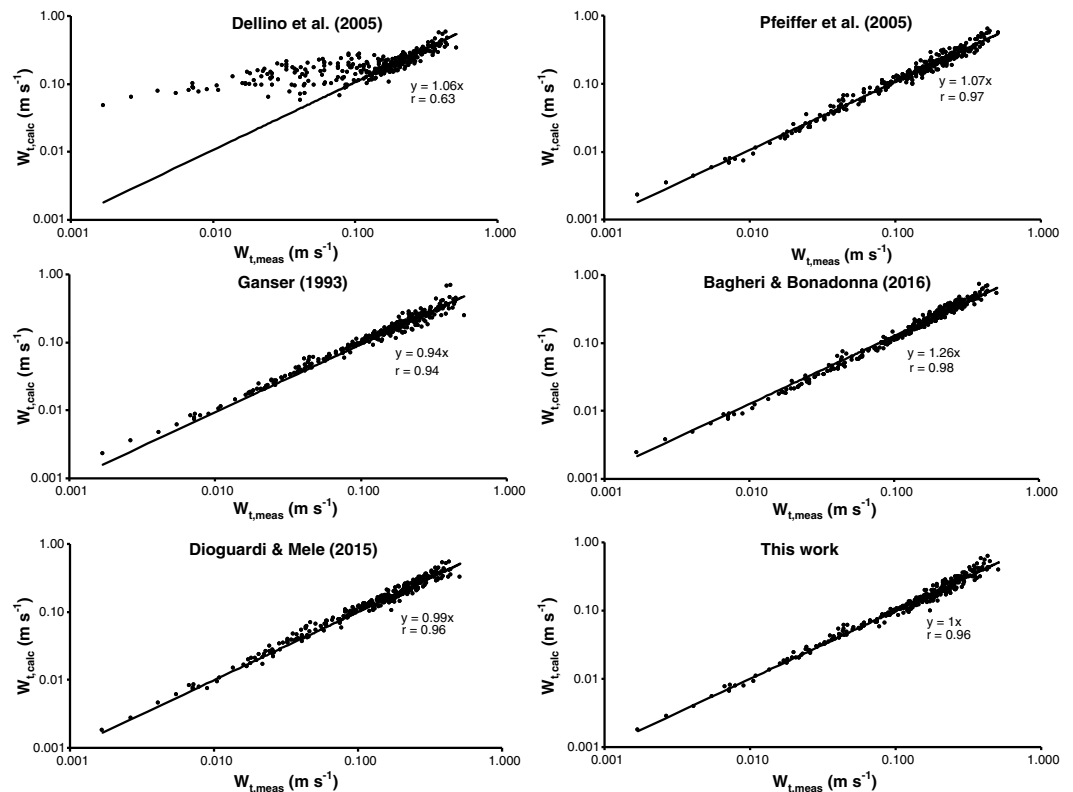 Dellino et al. (2005)
W_t,calc (m s⁻¹)
1.00
0.10
0.01
0.001
y = 1.06x
r = 0.63
0.001
0.010
0.100
1.000
W_t,meas (m s⁻¹)
Pfeiffer et al. (2005)
W_t,calc (m s⁻¹)
1.00
0.10
0.01
0.001
y = 1.07x
r = 0.97
0.001
0.010
0.100
1.000
W_t,meas (m s⁻¹)
Ganser (1993)
W_t,calc (m s⁻¹)
1.00
0.10
0.01
0.001
y = 0.94x
r = 0.94
0.001
0.010
0.100
1.000
W_t,meas (m s⁻¹)
Bagheri & Bonadonna (2016)
W_t,calc (m s⁻¹)
1.00
0.10
0.01
0.001
y = 1.26x
r = 0.98
0.001
0.010
0.100
1.000
W_t,meas (m s⁻¹)
Dioguardi & Mele (2015)
W_t,calc (m s⁻¹)
1.00
0.10
0.01
0.001
y = 0.99x
r = 0.96
0.001
0.010
0.100
1.000
W_t,meas (m s⁻¹)
This work
W_t,calc (m s⁻¹)
1.00
0.10
0.01
0.001
y = 1x
r = 0.96
0.001
0.010
0.100
1.000
W_t,meas (m s⁻¹)